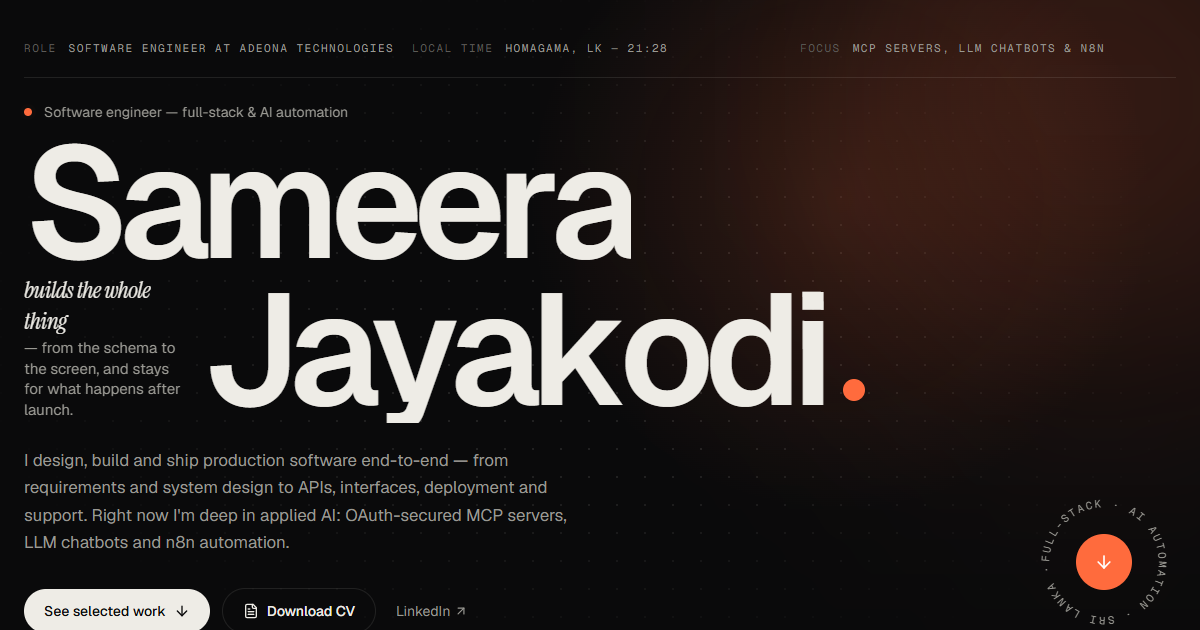 ROLE SOFTWARE ENGINEER AT ADEONA TECHNOLOGIES LOCAL TIME HOMAGAMA, LK — 21:28 FOCUS MCP SERVERS, LLM CHATBOTS & N8N
Software engineer — full-stack & AI automation
Sameera
builds the whole
thing
— from the schema to
the screen, and stays
for what happens after
launch.
Jayakodi.
I design, build and ship production software end-to-end — from
requirements and system design to APIs, interfaces, deployment and
support. Right now I'm deep in applied AI: OAuth-secured MCP servers,
LLM chatbots and n8n automation.
See selected work ↓ Download CV LinkedIn ↗
FULL-STACK · AI AUTOMATION · SRI LANKA ·